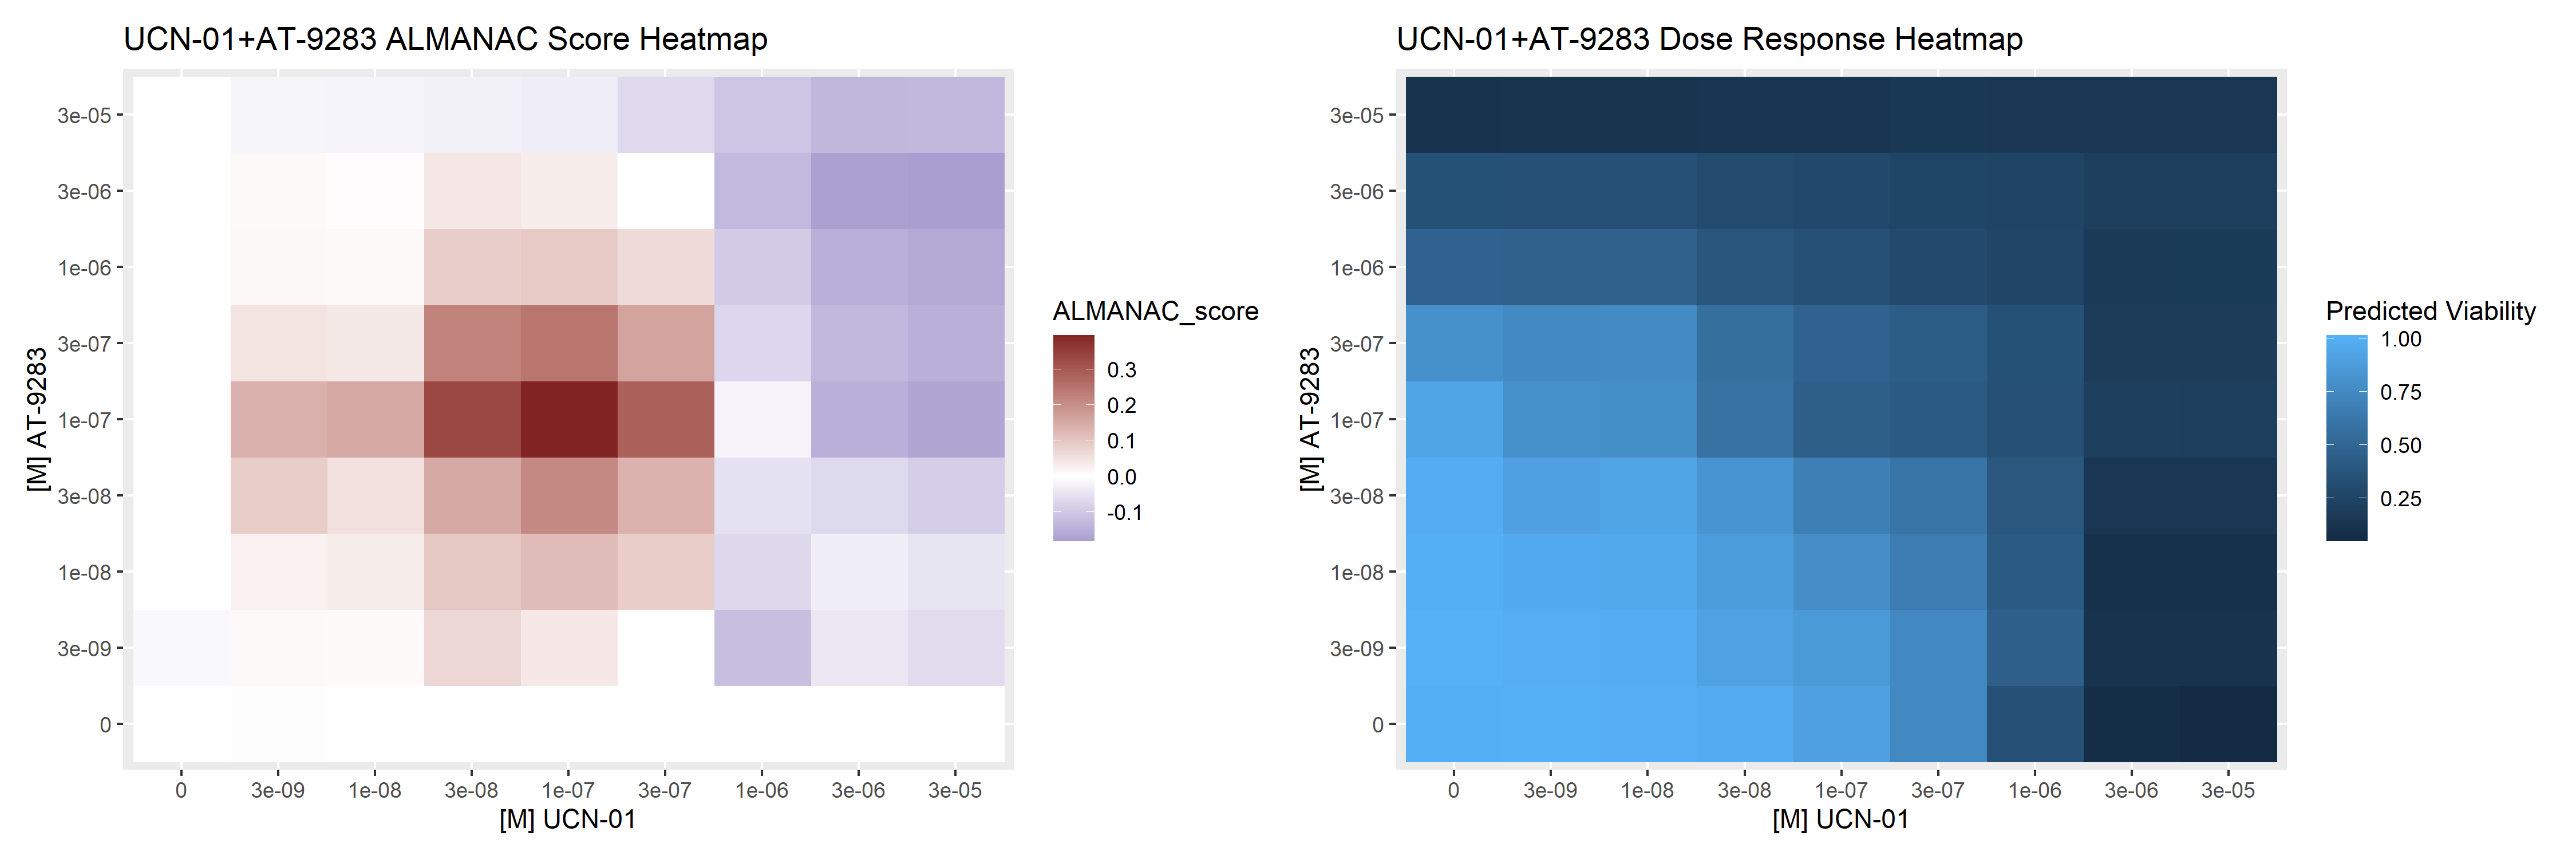 UCN-01+AT-9283 ALMANAC Score Heatmap
[M] AT-9283
3e-05
3e-06
1e-06
3e-07
1e-07
3e-08
1e-08
3e-09
0
0 3e-09 1e-08 3e-08 1e-07 3e-07 1e-06 3e-06 3e-05
[M] UCN-01
ALMANAC_score
0.3
0.2
0.1
0.0
-0.1
UCN-01+AT-9283 Dose Response Heatmap
[M] AT-9283
3e-05
3e-06
1e-06
3e-07
1e-07
3e-08
1e-08
3e-09
0
0 3e-09 1e-08 3e-08 1e-07 3e-07 1e-06 3e-06 3e-05
[M] UCN-01
Predicted Viability
1.00
0.75
0.50
0.25